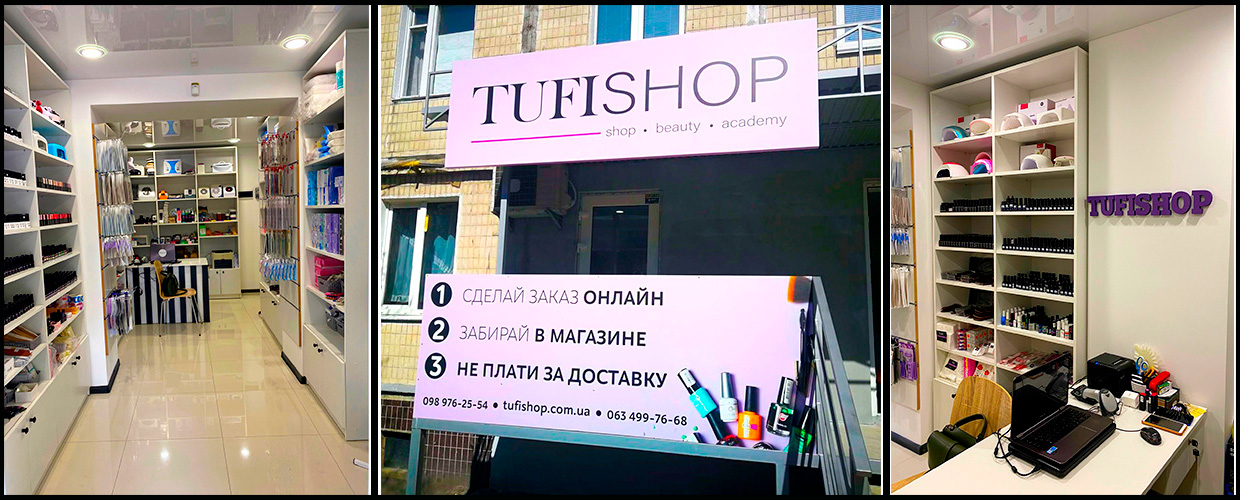 TUFISHOP
shop • beauty • academy
1 СДЕЛАЙ ЗАКАЗ ОНЛАЙН
2 ЗАБИРАЙ В МАГАЗИНЕ
3 НЕ ПЛАТИ ЗА ДОСТАВКУ
098 976-25-54 • tufishop.com.ua • 063 499-76-68
TUFISHOP